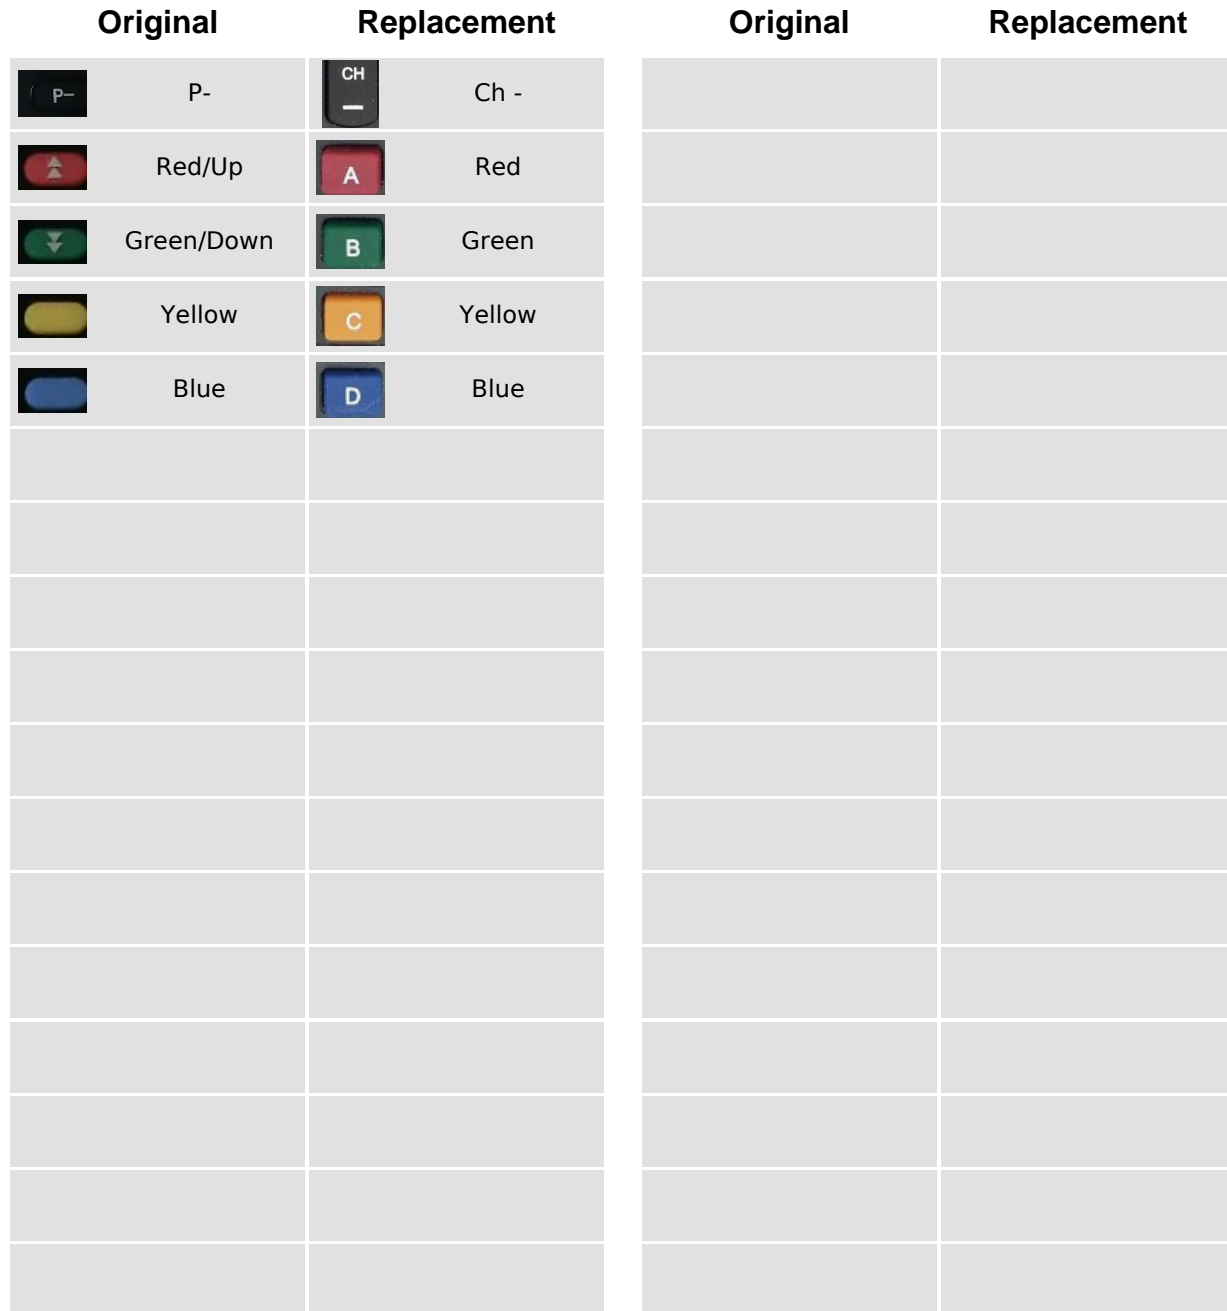 Original Replacement Original Replacement
P− P- CH Ch -
Red/Up A Red
Green/Down B Green
Yellow C Yellow
Blue D Blue